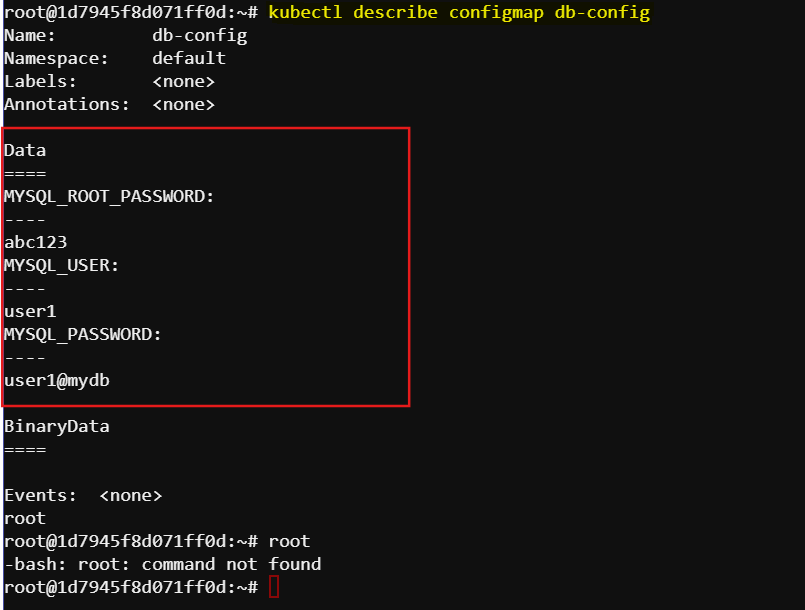 root@1d7945f8d071ff0d:~# kubectl describe configmap db-config
Name:         db-config
Namespace:    default
Labels:       <none>
Annotations:  <none>
Data
====
MYSQL_ROOT_PASSWORD:
----
abc123
MYSQL_USER:
----
user1
MYSQL_PASSWORD:
----
user1@mydb
BinaryData
====
Events:  <none>
root
root@1d7945f8d071ff0d:~# root
-bash: root: command not found
root@1d7945f8d071ff0d:~#